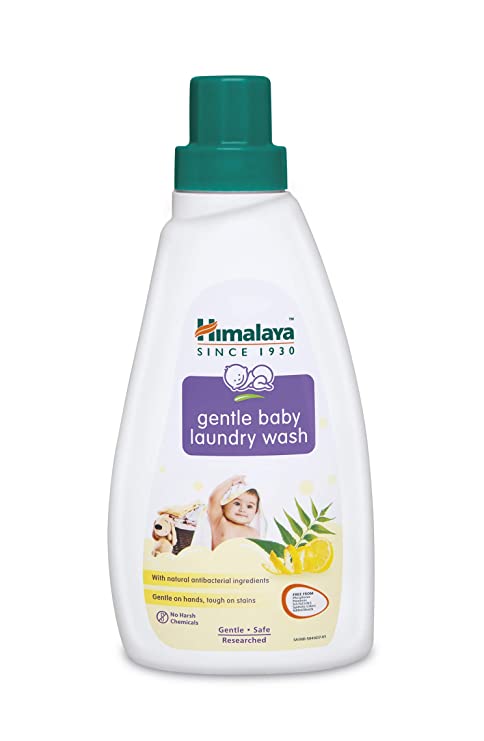 Himalaya™
SINCE 1930
gentle baby
laundry wash
With natural antibacterial ingredients
Gentle on hands, tough on stains
No Harsh
Chemicals
FREE FROM
Gentle • Safe
Researched